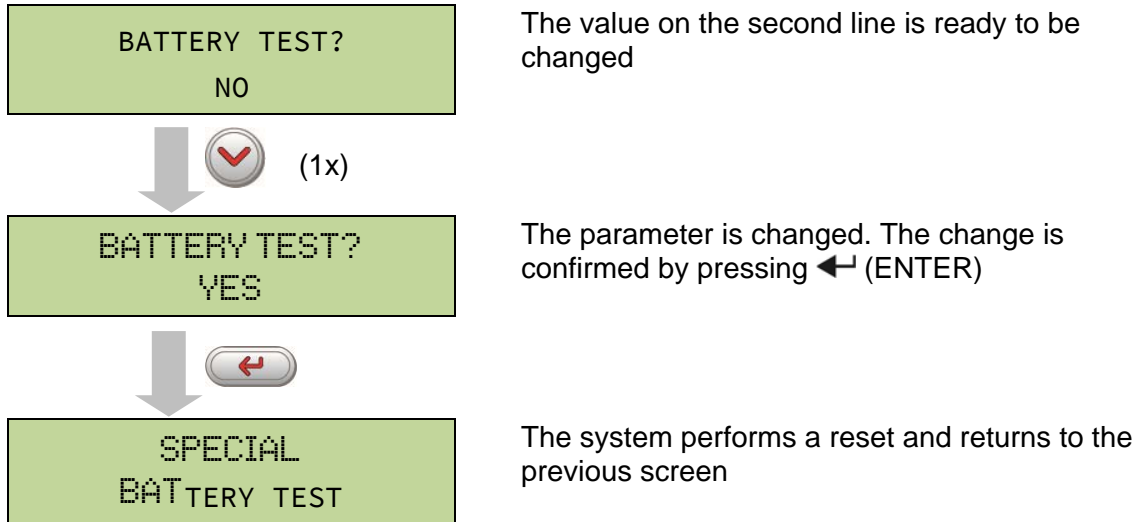 BATTERY TEST?
NO
The value on the second line is ready to be
changed
(1x)
BATTERY TEST?
YES
The parameter is changed. The change is
confirmed by pressing ↵ (ENTER)
SPECIAL
BATTERY TEST
The system performs a reset and returns to the
previous screen